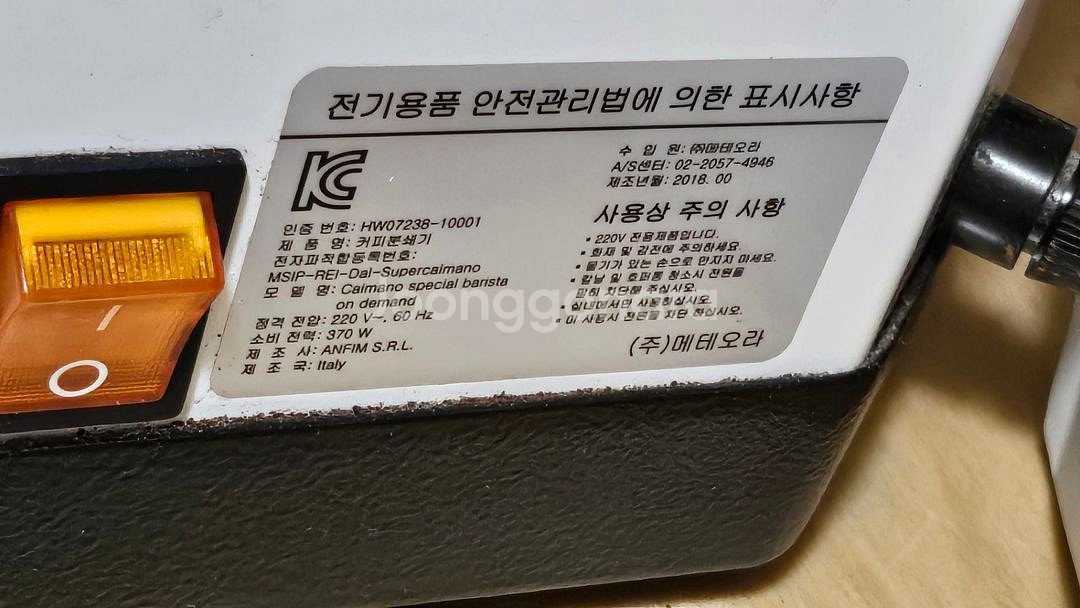 전기용품 안전관리법에 의한 표시사항
KC
인증 번호: HW07238-10001
제 품 명: 커피분쇄기
전자파적합등록번호:
MSIP-REI-Dal-Supercaimano
모 델 명: Caimano special barista
on demand
정격 전압: 220 V~, 60 Hz
소비 전력: 370 W
제 조 사: ANFIM S.R.L.
제 조 국: Italy
수 입 원: ㈜메테오라
A/S센터: 02-2057-4946
제조년월: 2018. 00
사용상 주의 사항
• 220V 전용제품입니다.
• 화재 및 감전에 주의하세요.
• 물기가 있는 손으로 만지지 마세요.
• 칼날 및 호퍼통 청소시 전원을
필히 차단해 주십시오.
• 실내에서만 사용하십시오.
• 미 사용시 전원을 차단 하십시오.
(주)메테오라